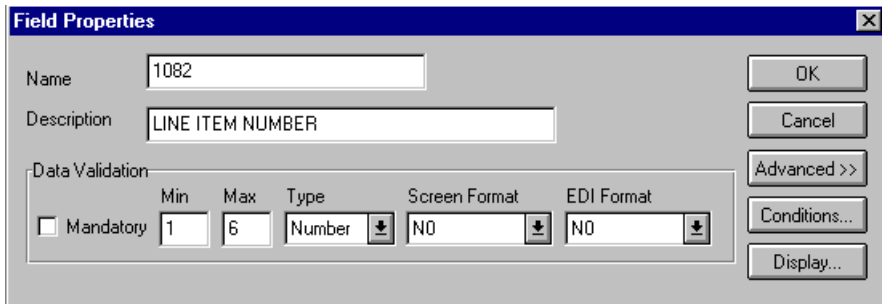 Field Properties
Name 1082 OK
Description LINE ITEM NUMBER Cancel
Data Validation Advanced >>
Min Max Type Screen Format EDI Format
Mandatory 1 6 Number N0 N0
Conditions...
Display...